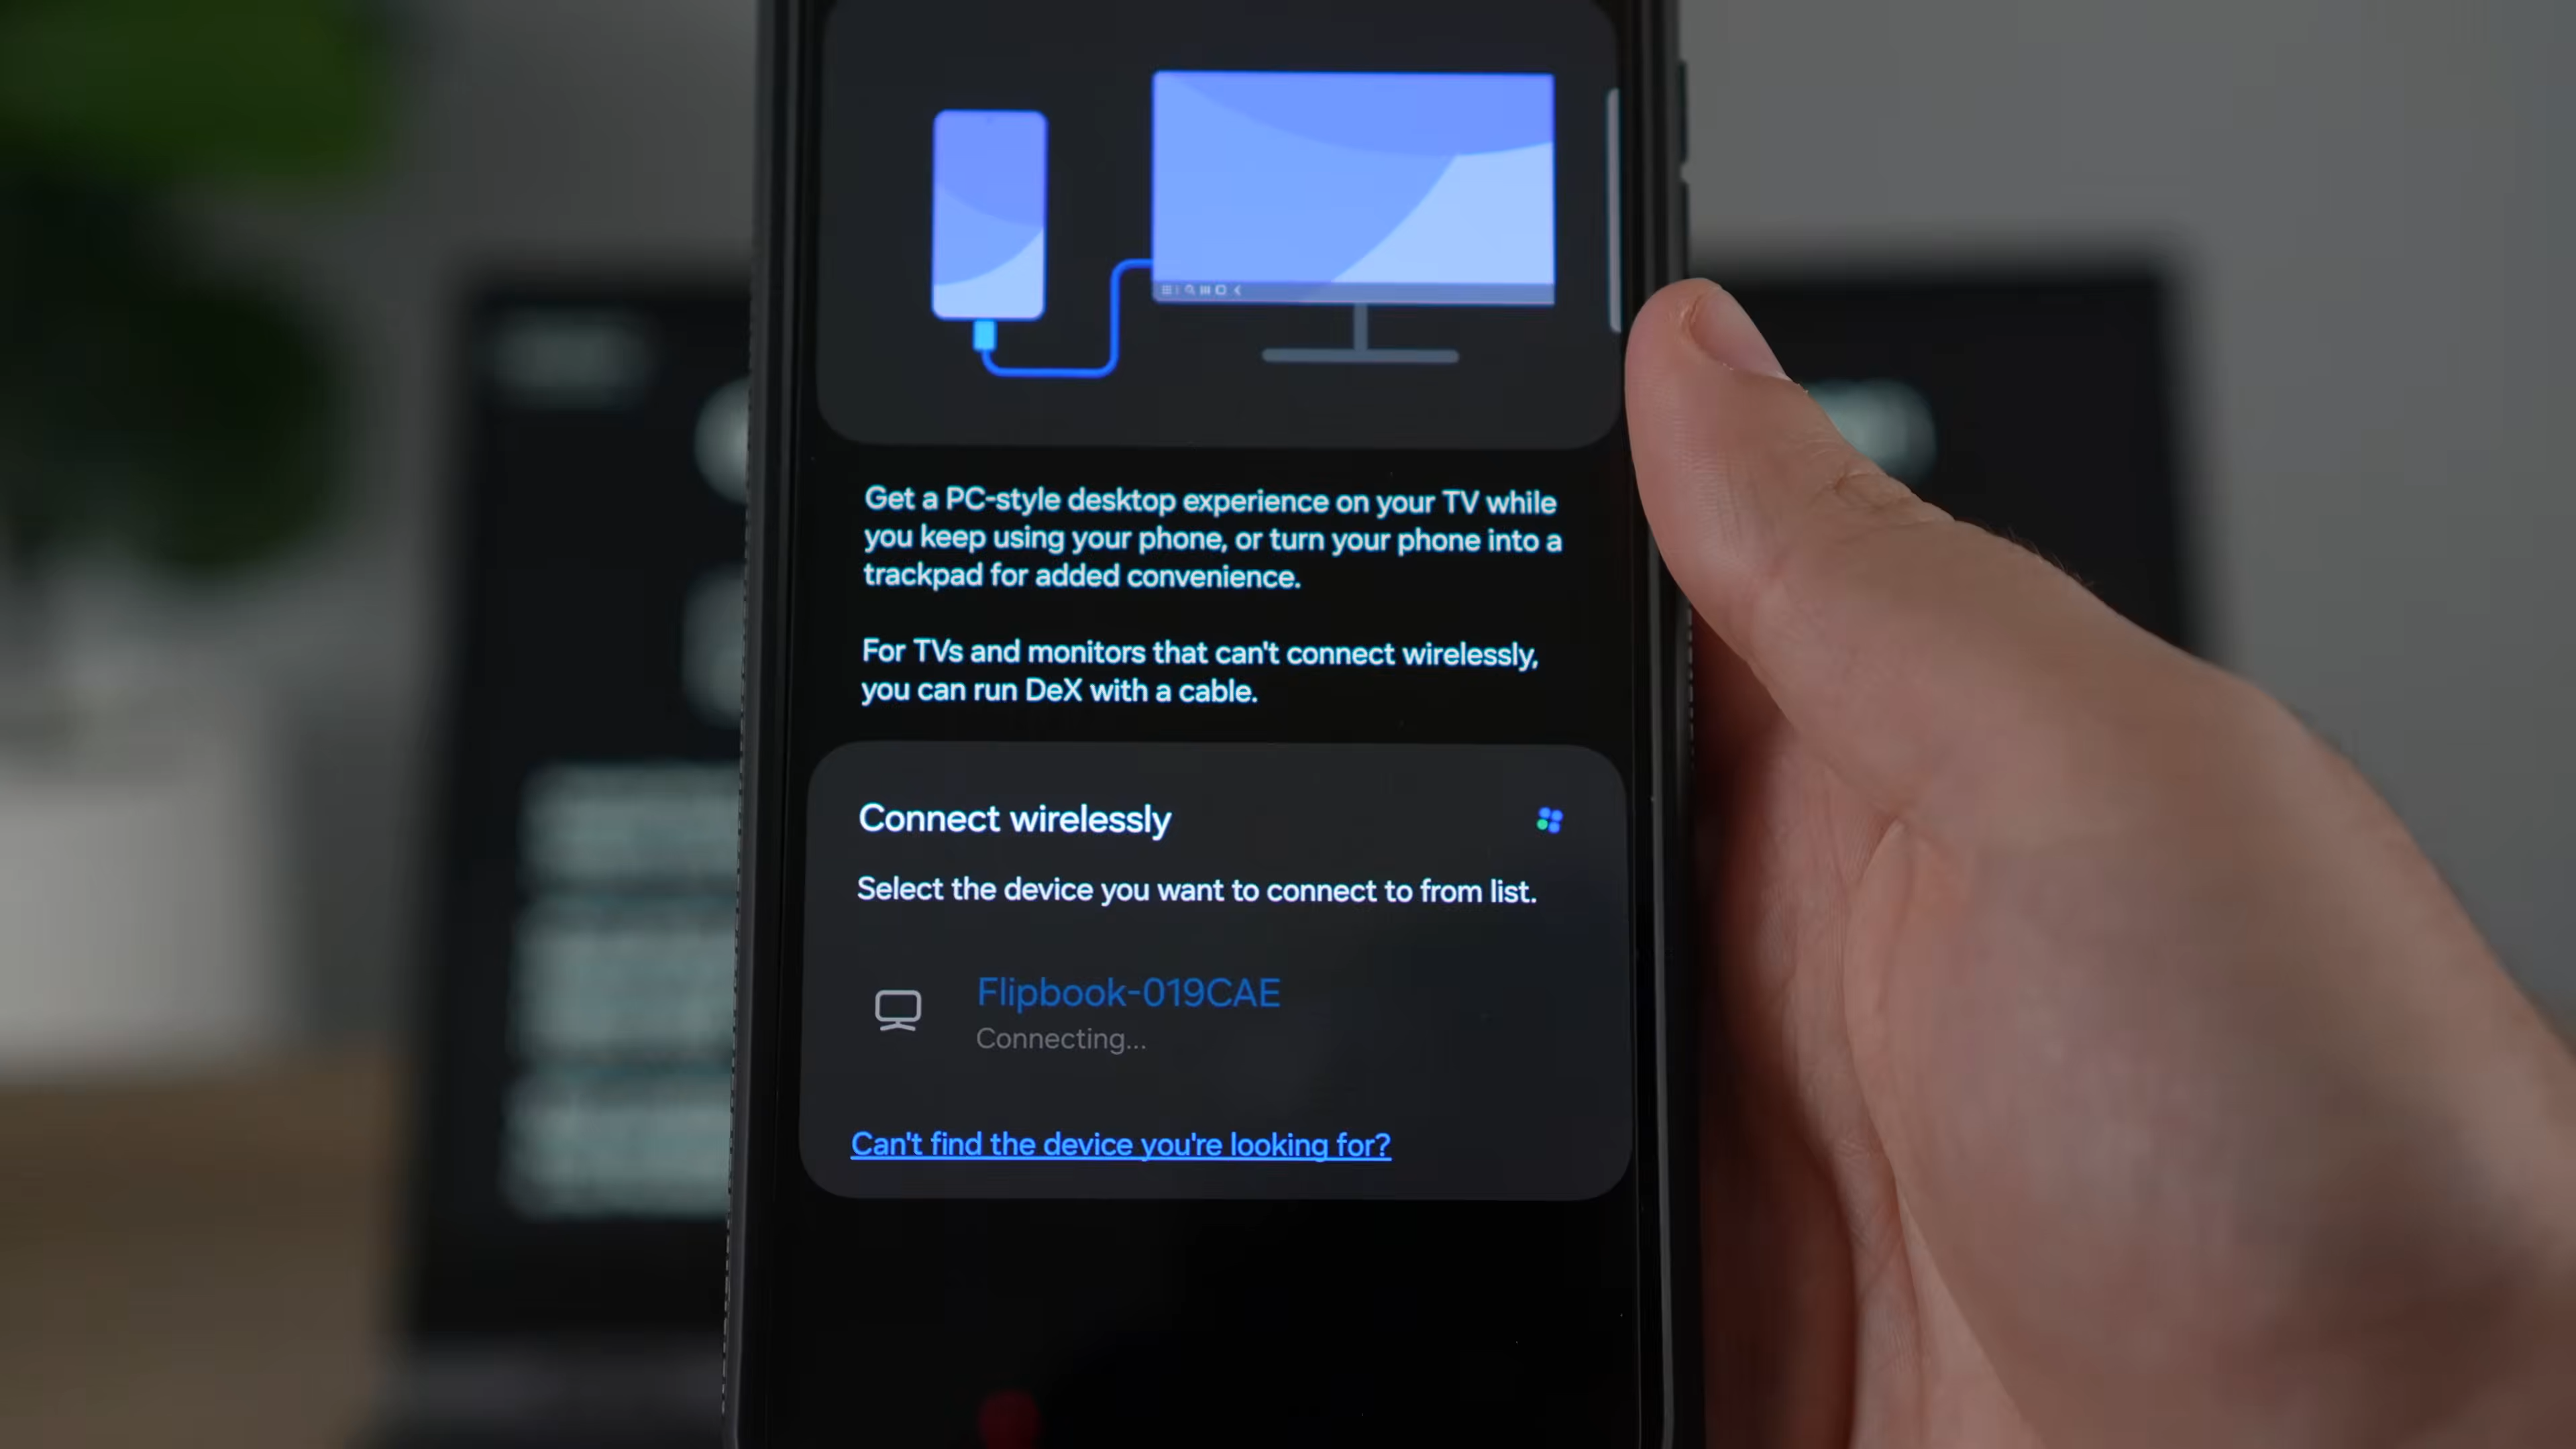 Get a PC-style desktop experience on your TV while
you keep using your phone, or turn your phone into a
trackpad for added convenience.
For TVs and monitors that can't connect wirelessly,
you can run DeX with a cable.
Connect wirelessly
Select the device you want to connect to from list.
Flipbook-019CAE
Connecting...
Can't find the device you're looking for?